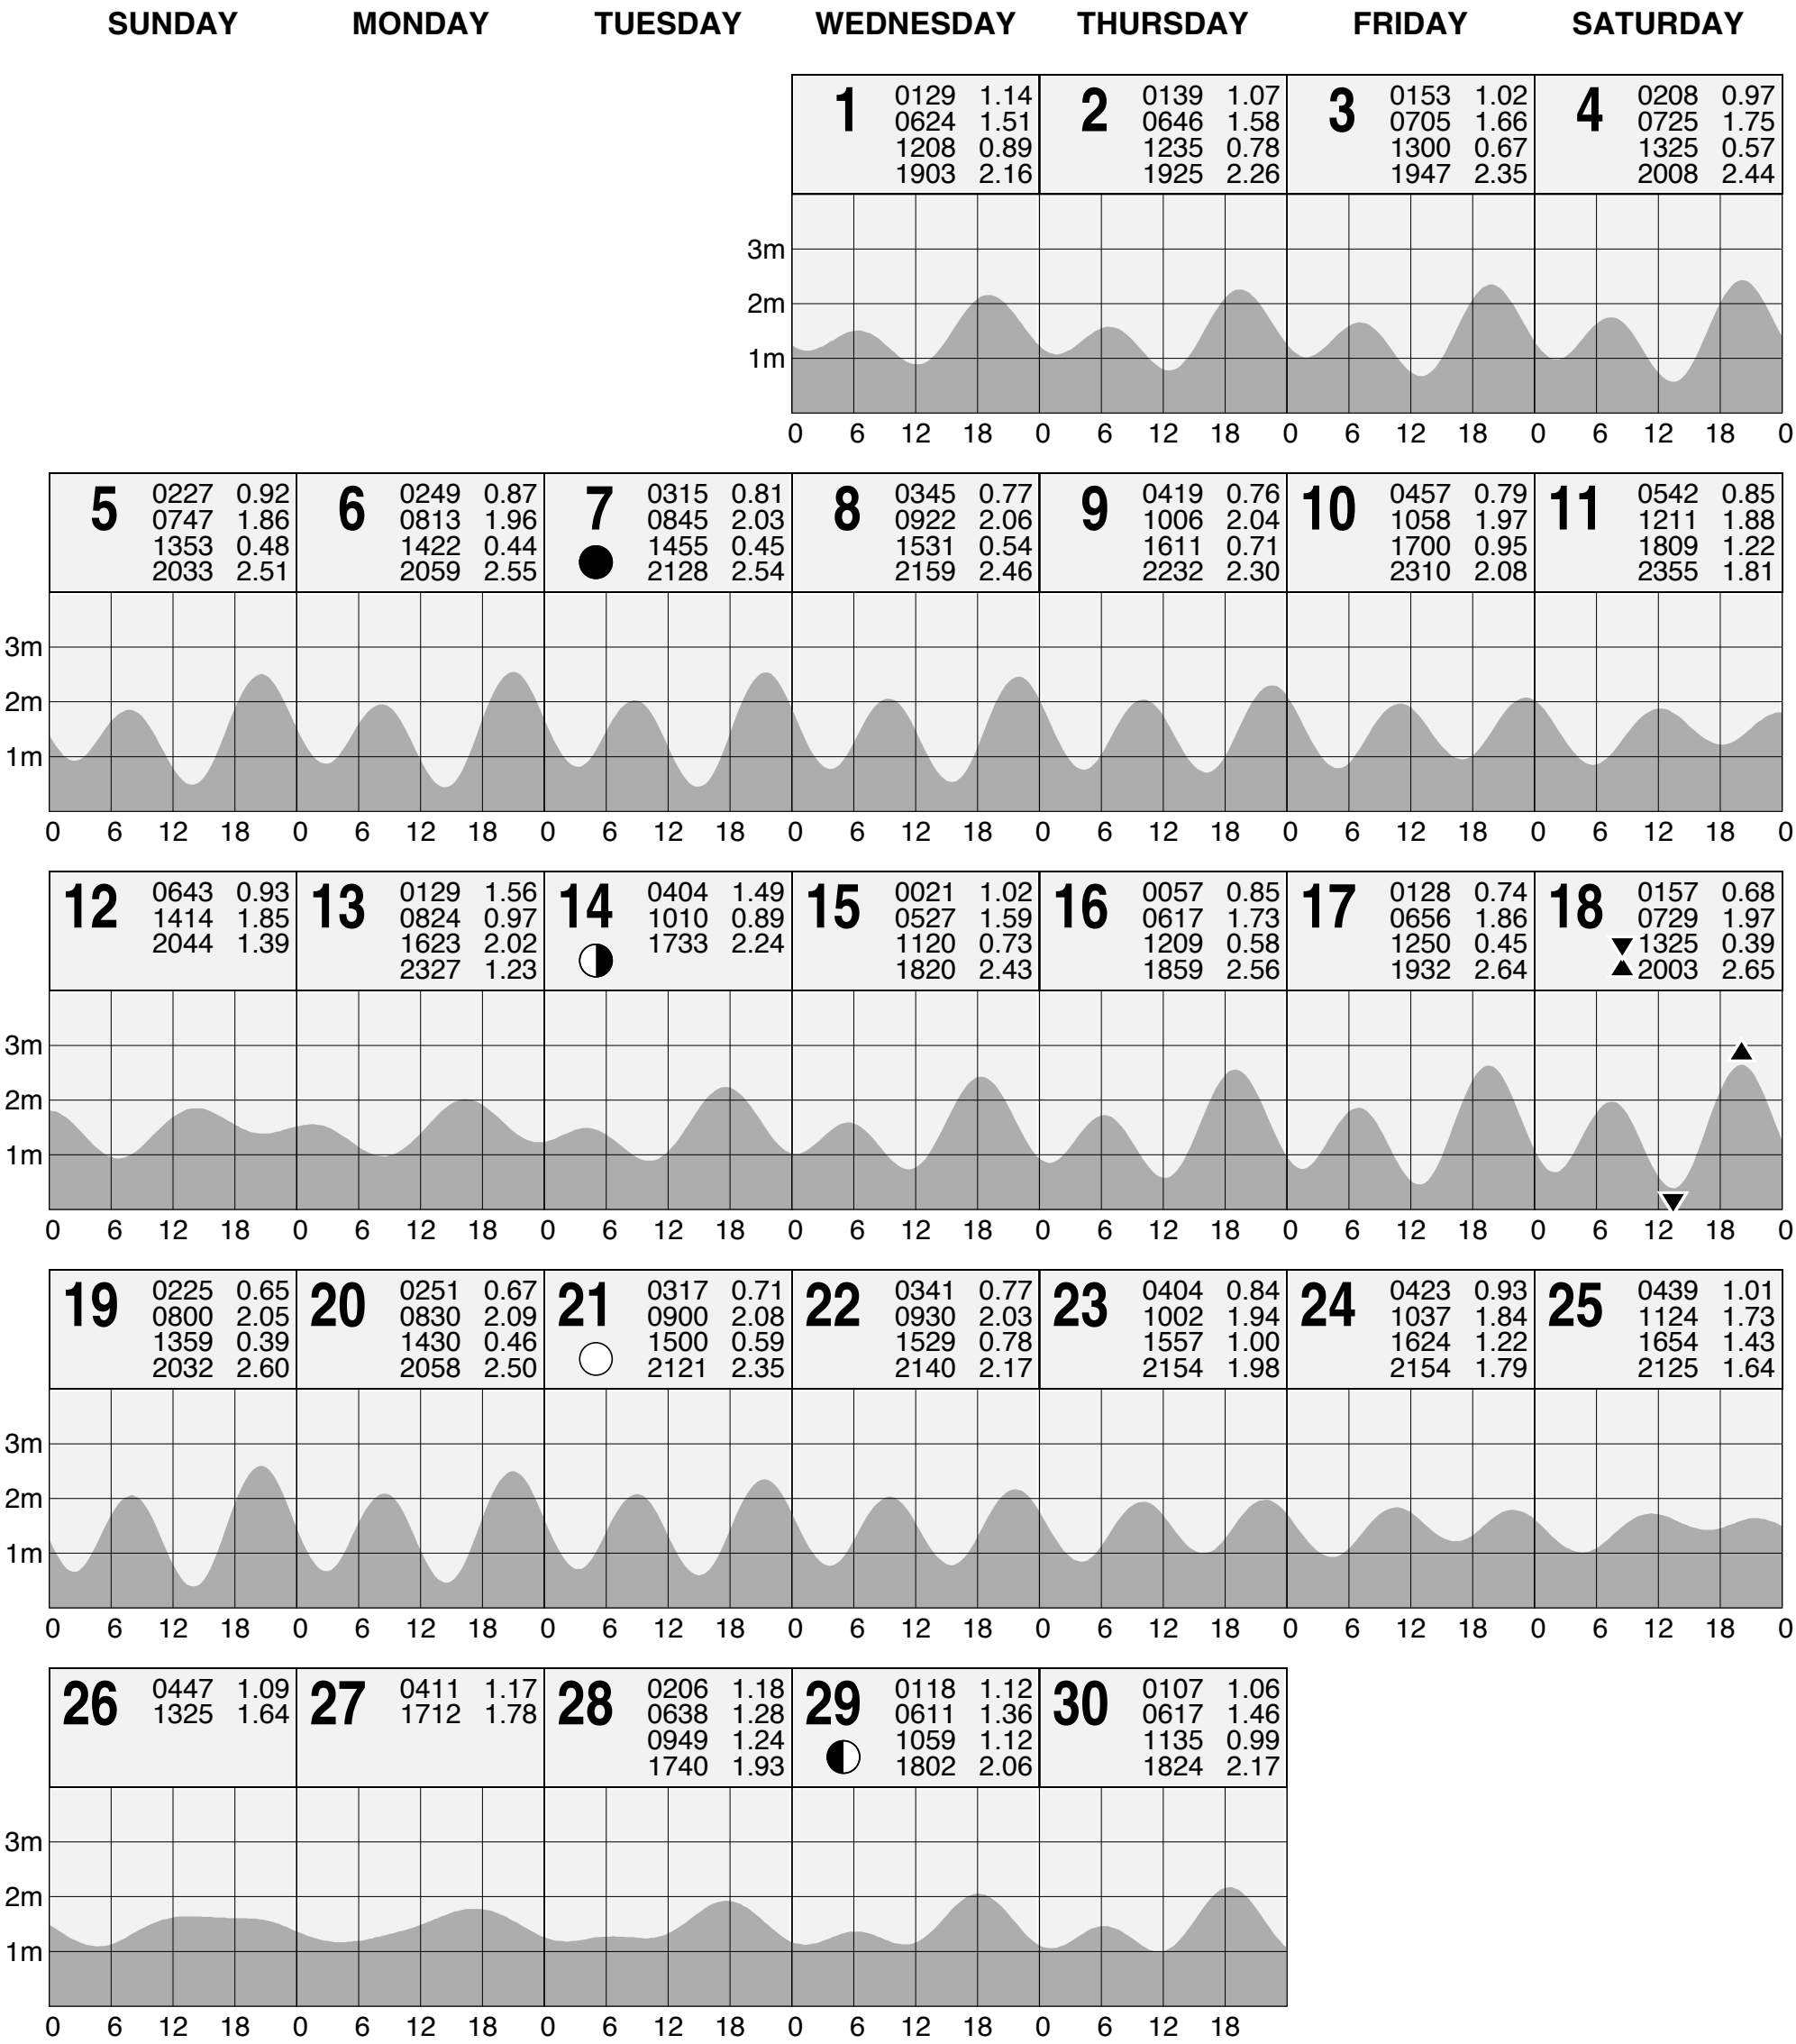 SUNDAY MONDAY TUESDAY WEDNESDAY THURSDAY FRIDAY SATURDAY
1 0129 1.14 2 0139 1.07 3 0153 1.02 4 0208 0.97
0624 1.51 0646 1.58 0705 1.66 0725 1.75
1208 0.89 1235 0.78 1300 0.67 1325 0.57
1903 2.16 1925 2.26 1947 2.35 2008 2.44
3m
2m
1m
0 6 12 18 0 6 12 18 0 6 12 18 0 6 12 18 0
5 0227 0.92 6 0249 0.87 7 0315 0.81 8 0345 0.77 9 0419 0.76 10 0457 0.79 11 0542 0.85
0747 1.86 0813 1.96 0845 2.03 0922 2.06 1006 2.04 1058 1.97 1211 1.88
1353 0.48 1422 0.44 1455 0.45 1531 0.54 1611 0.71 1700 0.95 1809 1.22
2033 2.51 2059 2.55 2128 2.54 2159 2.46 2232 2.30 2310 2.08 2355 1.81
3m
2m
1m
0 6 12 18 0 6 12 18 0 6 12 18 0 6 12 18 0 6 12 18 0 6 12 18 0 6 12 18 0
12 0643 0.93 13 0129 1.56 14 0404 1.49 15 0021 1.02 16 0057 0.85 17 0128 0.74 18 0157 0.68
1414 1.85 0824 0.97 1010 0.89 0527 1.59 0617 1.73 0656 1.86 0729 1.97
2044 1.39 1623 2.02 1733 2.24 1120 0.73 1209 0.58 1250 0.45 1325 0.39
2327 1.23 1820 2.43 1859 2.56 1932 2.64 2003 2.65
3m
2m
1m
0 6 12 18 0 6 12 18 0 6 12 18 0 6 12 18 0 6 12 18 0 6 12 18 0 6 12 18 0
19 0225 0.65 20 0251 0.67 21 0317 0.71 22 0341 0.77 23 0404 0.84 24 0423 0.93 25 0439 1.01
0800 2.05 0830 2.09 0900 2.08 0930 2.03 1002 1.94 1037 1.84 1124 1.73
1359 0.39 1430 0.46 1500 0.59 1529 0.78 1557 1.00 1624 1.22 1654 1.43
2032 2.60 2058 2.50 2121 2.35 2140 2.17 2154 1.98 2154 1.79 2125 1.64
3m
2m
1m
0 6 12 18 0 6 12 18 0 6 12 18 0 6 12 18 0 6 12 18 0 6 12 18 0 6 12 18 0
26 0447 1.09 27 0411 1.17 28 0206 1.18 29 0118 1.12 30 0107 1.06
1325 1.64 1712 1.78 0638 1.28 0611 1.36 0617 1.46
0949 1.24 1059 1.12 1135 0.99
1740 1.93 1802 2.06 1824 2.17
3m
2m
1m
0 6 12 18 0 6 12 18 0 6 12 18 0 6 12 18 0 6 12 18